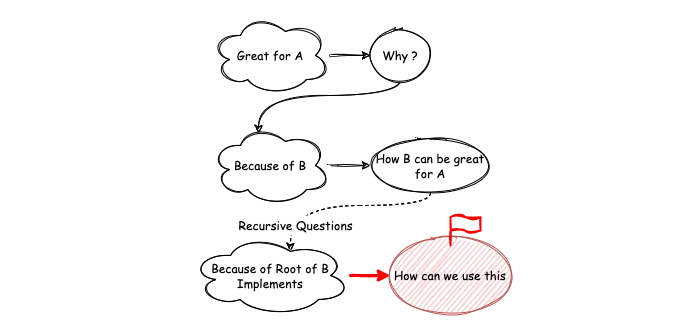 Great for A
Why ?
Because of B
How B can be great
for A
Recursive Questions
Because of Root of B
Implements
How can we use this